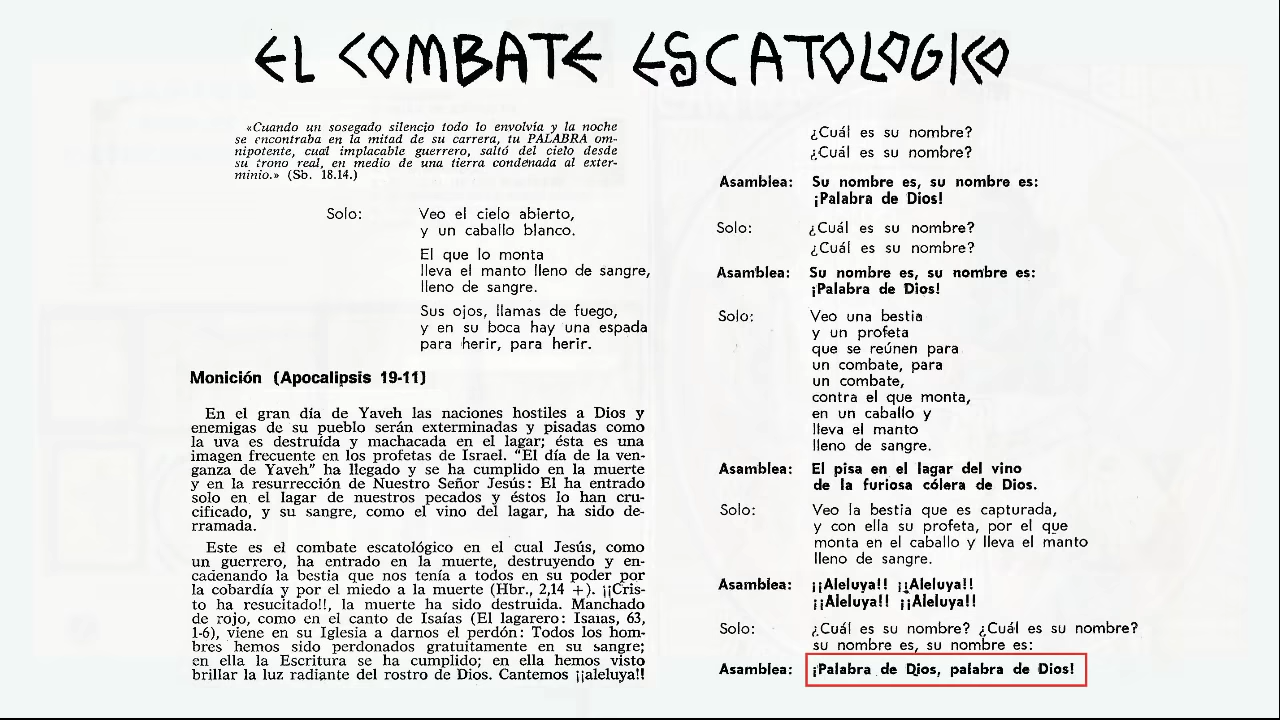 EL COMBATE ESCATOLOGICO
«Cuando un sosegado silencio todo lo envolvía y la noche
se encontraba en la mitad de su carrera, tu PALABRA om-
nipotente, cual implacable guerrero, saltó del cielo desde
su trono real, en medio de una tierra condenada al exter-
minio.» (Sb. 18.14.)
Solo: Veo el cielo abierto,
y un caballo blanco.
El que lo monta
lleva el manto lleno de sangre,
lleno de sangre.
Sus ojos, llamas de fuego,
y en su boca hay una espada
para herir, para herir.
Monición (Apocalipsis 19-11)
En el gran día de Yaveh las naciones hostiles a Dios y
enemigas de su pueblo serán exterminadas y pisadas como
la uva es destruída y machacada en el lagar; ésta es una
imagen frecuente en los profetas de Israel. "El día de la ven-
ganza de Yaveh" ha llegado y se ha cumplido en la muerte
y en la resurrección de Nuestro Señor Jesús: El ha entrado
solo en el lagar de nuestros pecados y éstos lo han cru-
cificado, y su sangre, como el vino del lagar, ha sido de-
rramada.
Este es el combate escatológico en el cual Jesús, como
un guerrero, ha entrado en la muerte, destruyendo y en-
cadenando la bestia que nos tenía a todos en su poder por
la cobardía y por el miedo a la muerte (Hbr., 2,14 +). ¡¡Cris-
to ha resucitado!!, la muerte ha sido destruida. Manchado
de rojo, como en el canto de Isaías (El lagarero: Isaias, 63,
1-6), viene en su Iglesia a darnos el perdón: Todos los hom-
bres hemos sido perdonados gratuitamente en su sangre;
en ella la Escritura se ha cumplido; en ella hemos visto
brillar la luz radiante del rostro de Dios. Cantemos ¡¡aleluya!!
¿Cuál es su nombre?
¿Cuál es su nombre?
Asamblea: Su nombre es, su nombre es:
¡Palabra de Dios!
Solo: ¿Cuál es su nombre?
¿Cuál es su nombre?
Asamblea: Su nombre es, su nombre es:
¡Palabra de Dios!
Solo: Veo una bestia
y un profeta
que se reúnen para
un combate, para
un combate,
contra el que monta,
en un caballo y
lleva el manto
lleno de sangre.
Asamblea: El pisa en el lagar del vino
de la furiosa cólera de Dios.
Solo: Veo la bestia que es capturada,
y con ella su profeta, por el que
monta en el caballo y lleva el manto
lleno de sangre.
Asamblea: ¡¡Aleluya!! ¡¡Aleluya!!
¡¡Aleluya!! ¡¡Aleluya!!
Solo: ¿Cuál es su nombre? ¿Cuál es su nombre?
su nombre es, su nombre es:
Asamblea: ¡Palabra de Dios, palabra de Dios!